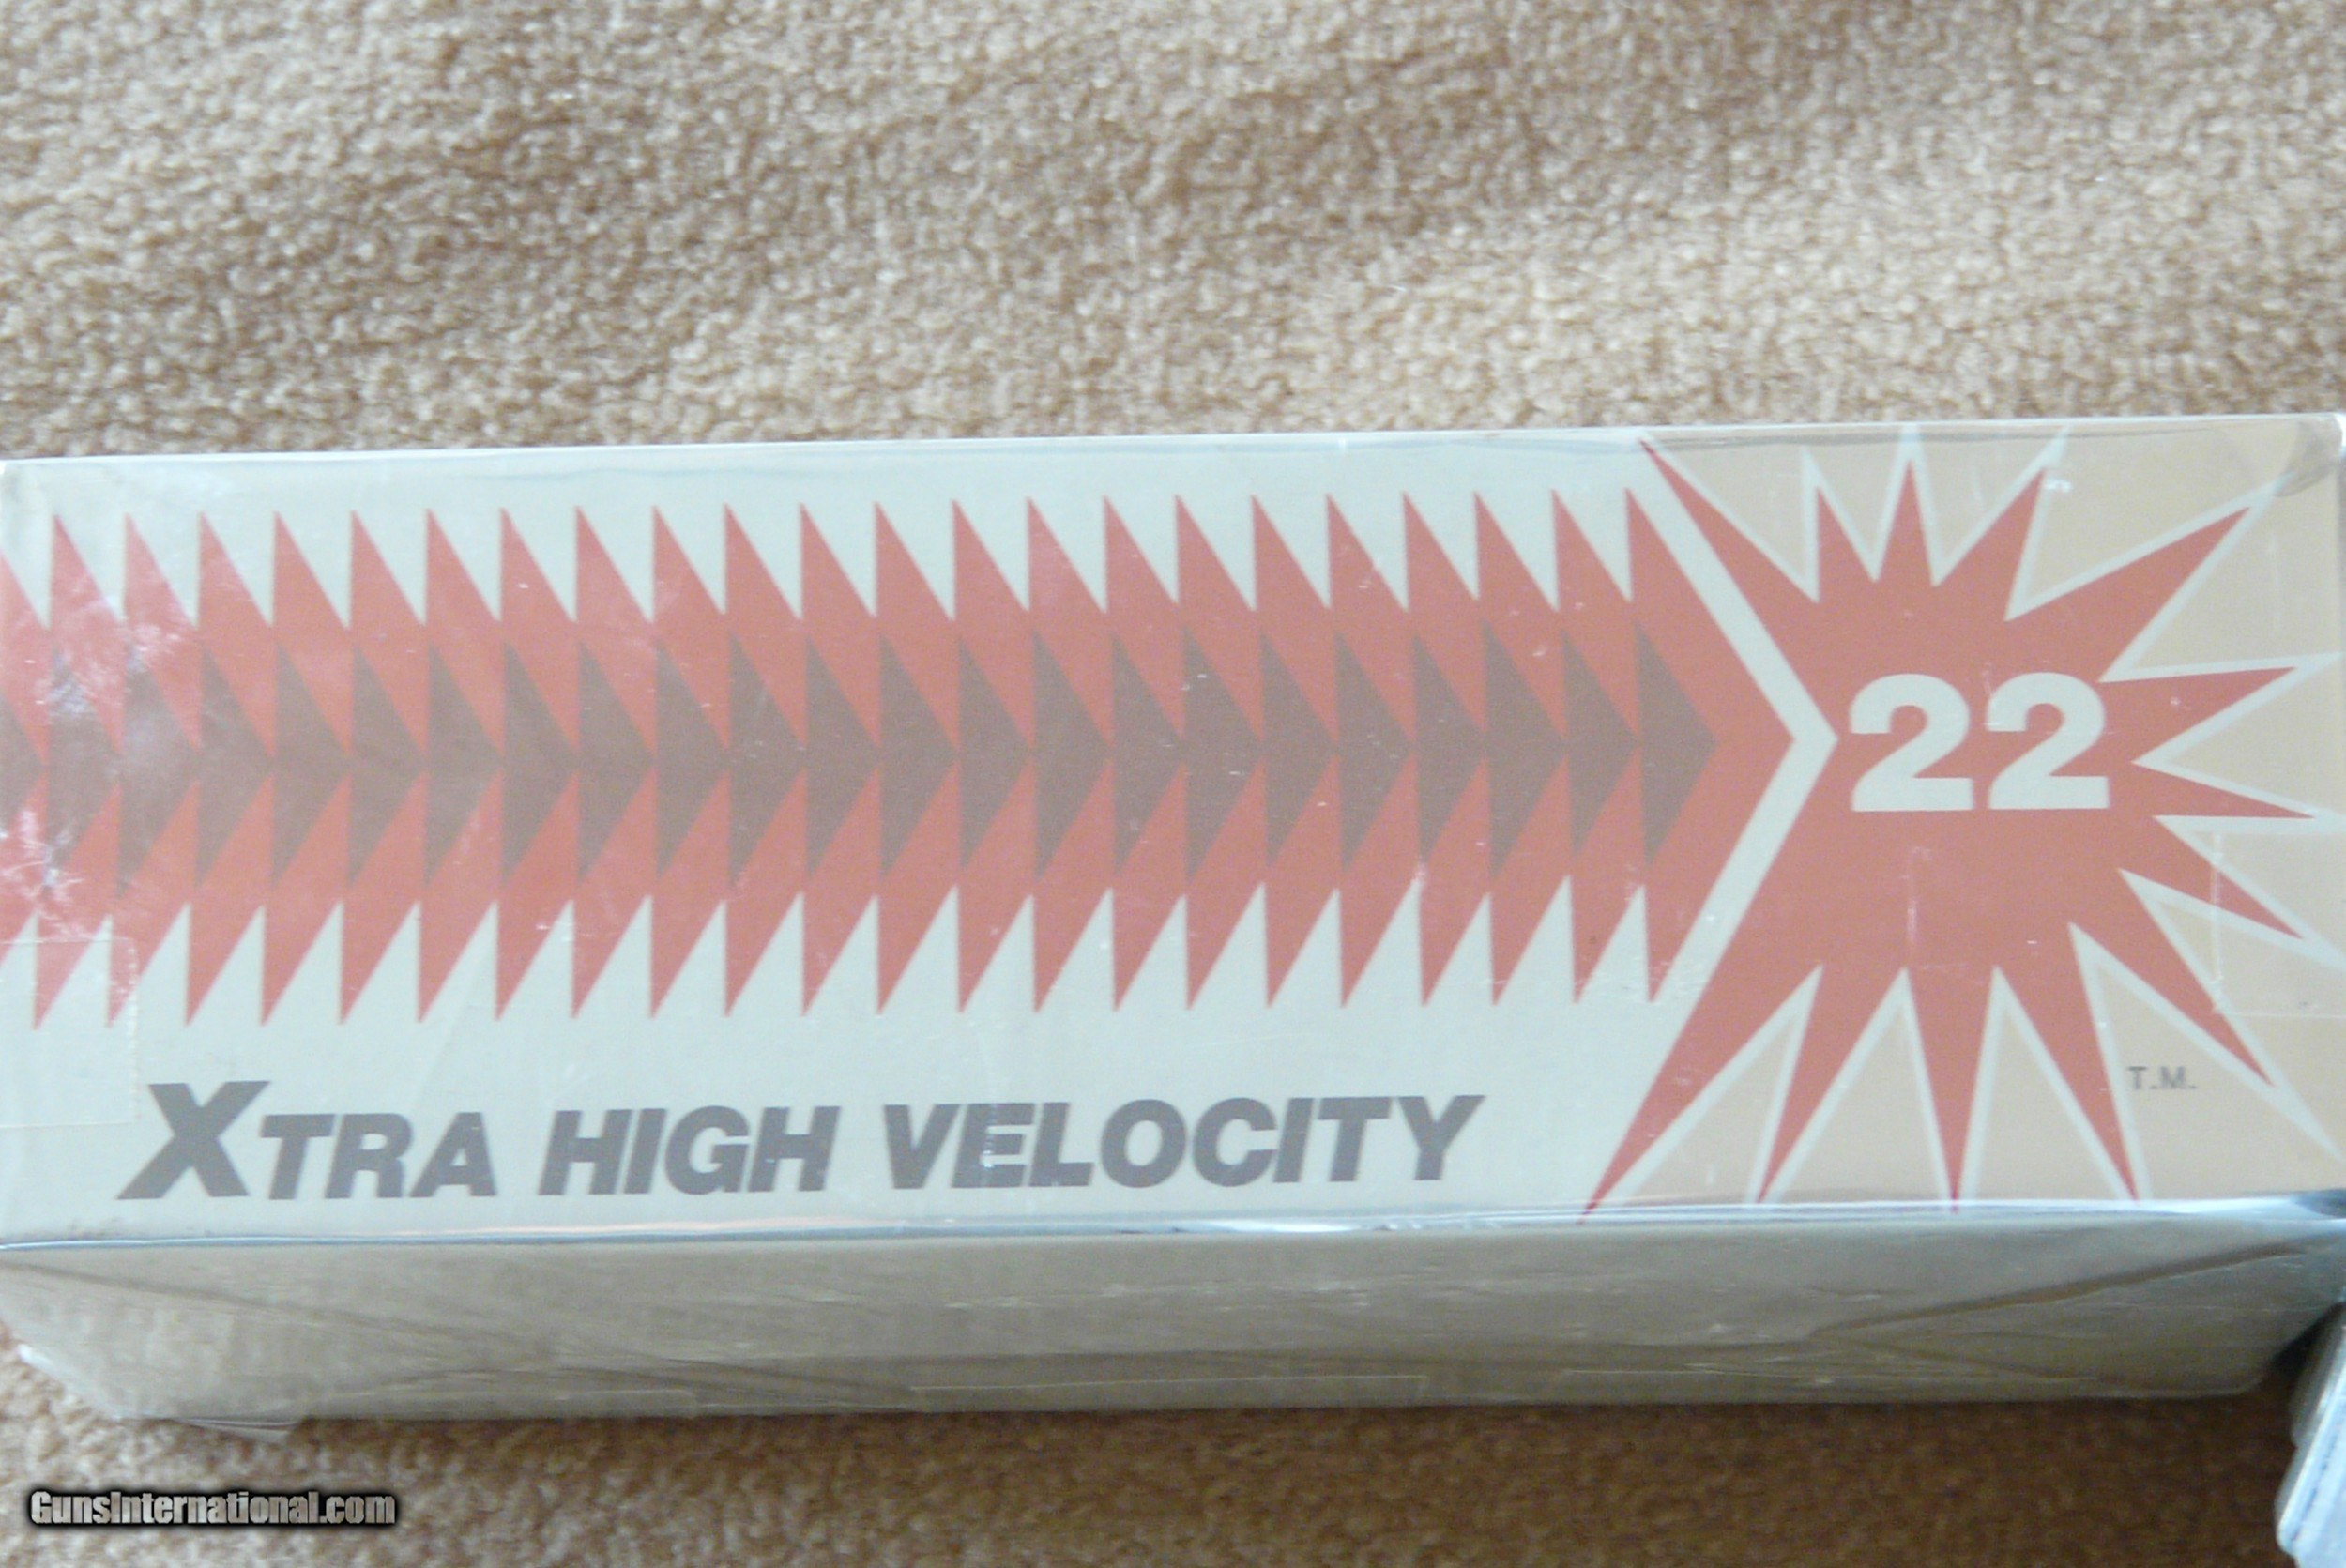 22
T.M.
XTRA HIGH VELOCITY
GunsInternational.com